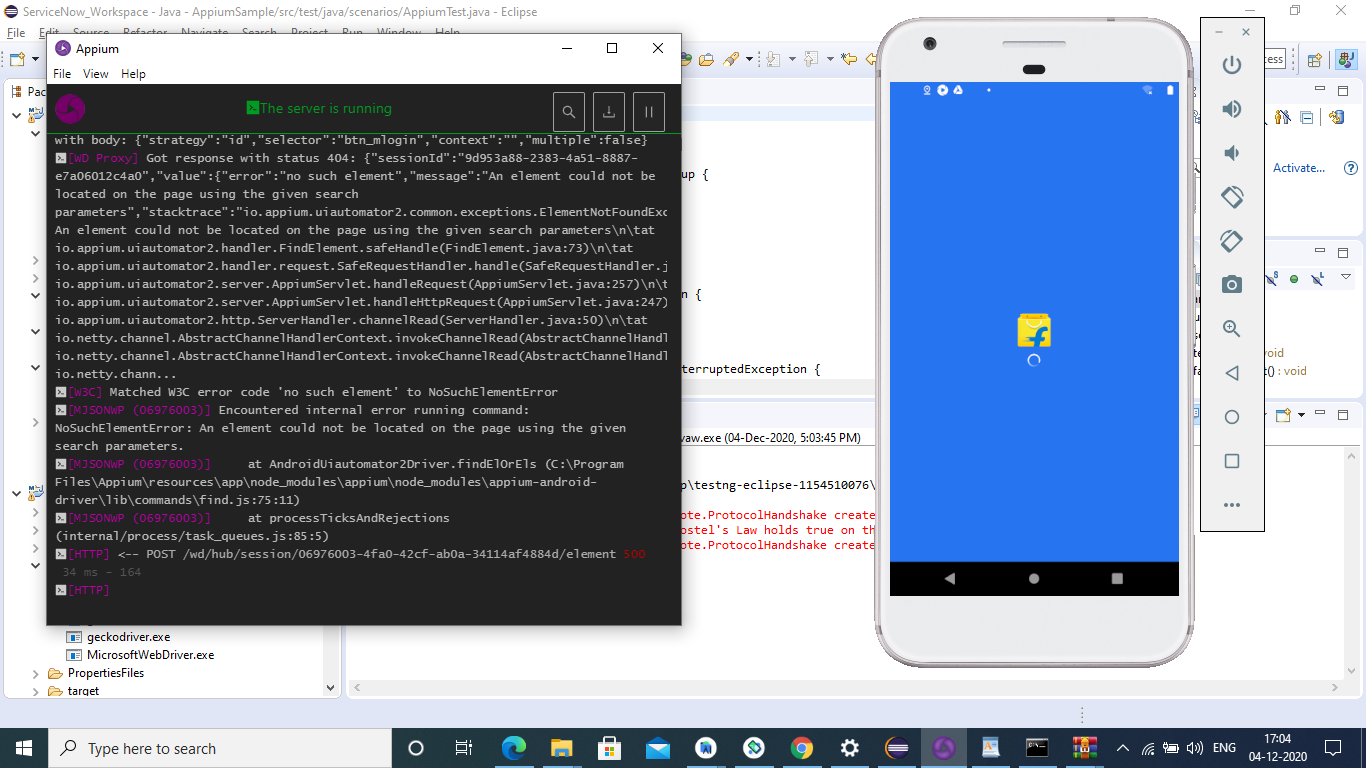 ServiceNow_Workspace - Java - AppiumSample/src/test/java/scenarios/AppiumTest.java - Eclipse
File Edit Source Refactor Navigate Search Project Run Window Help
Appium
File View Help
The server is running
with body: {"strategy":"id","selector":"btn_mlogin","context":"","multiple":false}
[WD Proxy] Got response with status 404: {"sessionId":"9d953a88-2383-4a51-8887-
e7a06012c4a0","value":{"error":"no such element","message":"An element could not be
located on the page using the given search
parameters","stacktrace":"io.appium.uiautomator2.common.exceptions.ElementNotFoundExc
An element could not be located on the page using the given search parameters\n\tat
io.appium.uiautomator2.handler.FindElement.safeHandle(FindElement.java:73)\n\tat
io.appium.uiautomator2.handler.request.SafeRequestHandler.handle(SafeRequestHandler.j
io.appium.uiautomator2.server.AppiumServlet.handleRequest(AppiumServlet.java:257)\n\t
io.appium.uiautomator2.server.AppiumServlet.handleHttpRequest(AppiumServlet.java:247)
io.appium.uiautomator2.http.ServerHandler.channelRead(ServerHandler.java:50)\n\tat
io.netty.channel.AbstractChannelHandlerContext.invokeChannelRead(AbstractChannelHandl
io.netty.channel.AbstractChannelHandlerContext.invokeChannelRead(AbstractChannelHandl
io.netty.chann...
[W3C] Matched W3C error code 'no such element' to NoSuchElementError
[MJSONWP (06976003)] Encountered internal error running command:
NoSuchElementError: An element could not be located on the page using the given
search parameters.
[MJSONWP (06976003)] at AndroidUiautomator2Driver.findElOrEls (C:\Program
Files\Appium\resources\app\node_modules\appium\node_modules\appium-android-
driver\lib\commands\find.js:75:11)
[MJSONWP (06976003)] at processTicksAndRejections
(internal/process/task_queues.js:85:5)
[HTTP] <-- POST /wd/hub/session/06976003-4fa0-42cf-ab0a-34114af4884d/element 500
34 ms - 164
[HTTP]
Pac
up {
n {
terruptedException {
vaw.exe (04-Dec-2020, 5:03:45 PM)
p\testng-eclipse-1154510076\
ote.ProtocolHandshake create
ostel's Law holds true on th
ote.ProtocolHandshake create
cess
Activate...
void
() : void
geckodriver.exe
MicrosoftWebDriver.exe
PropertiesFiles
target
Type here to search
ENG
17:04
04-12-2020